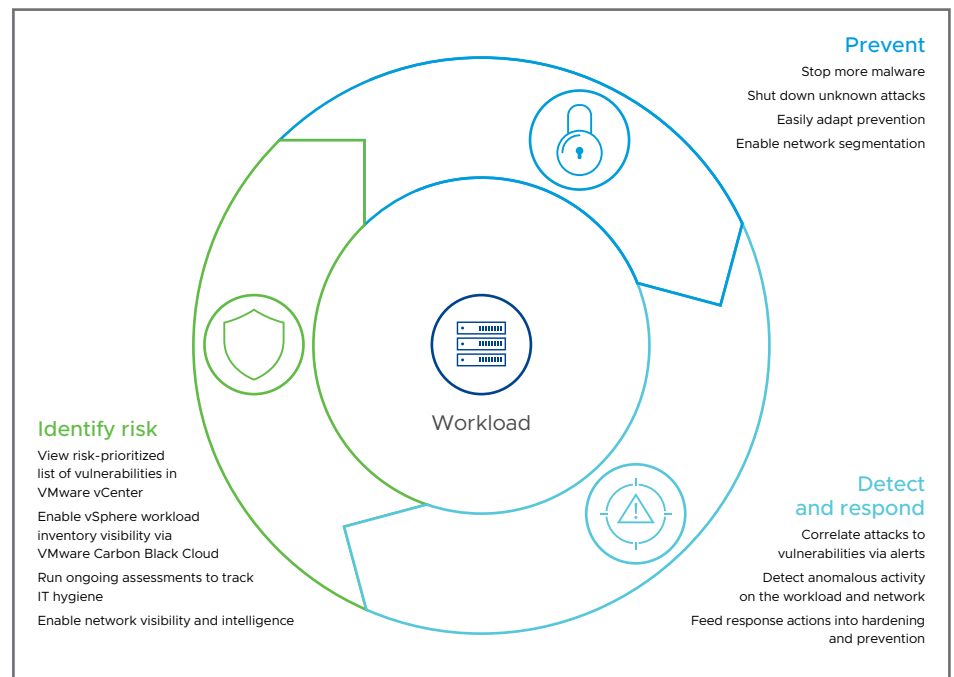 Prevent
Stop more malware
Shut down unknown attacks
Easily adapt prevention
Enable network segmentation
Workload
Identify risk
View risk-prioritized
list of vulnerabilities in
VMware vCenter
Enable vSphere workload
inventory visibility via
VMware Carbon Black Cloud
Run ongoing assessments to track
IT hygiene
Enable network visibility and intelligence
Detect
and respond
Correlate attacks to
vulnerabilities via alerts
Detect anomalous activity
on the workload and network
Feed response actions into hardening
and prevention